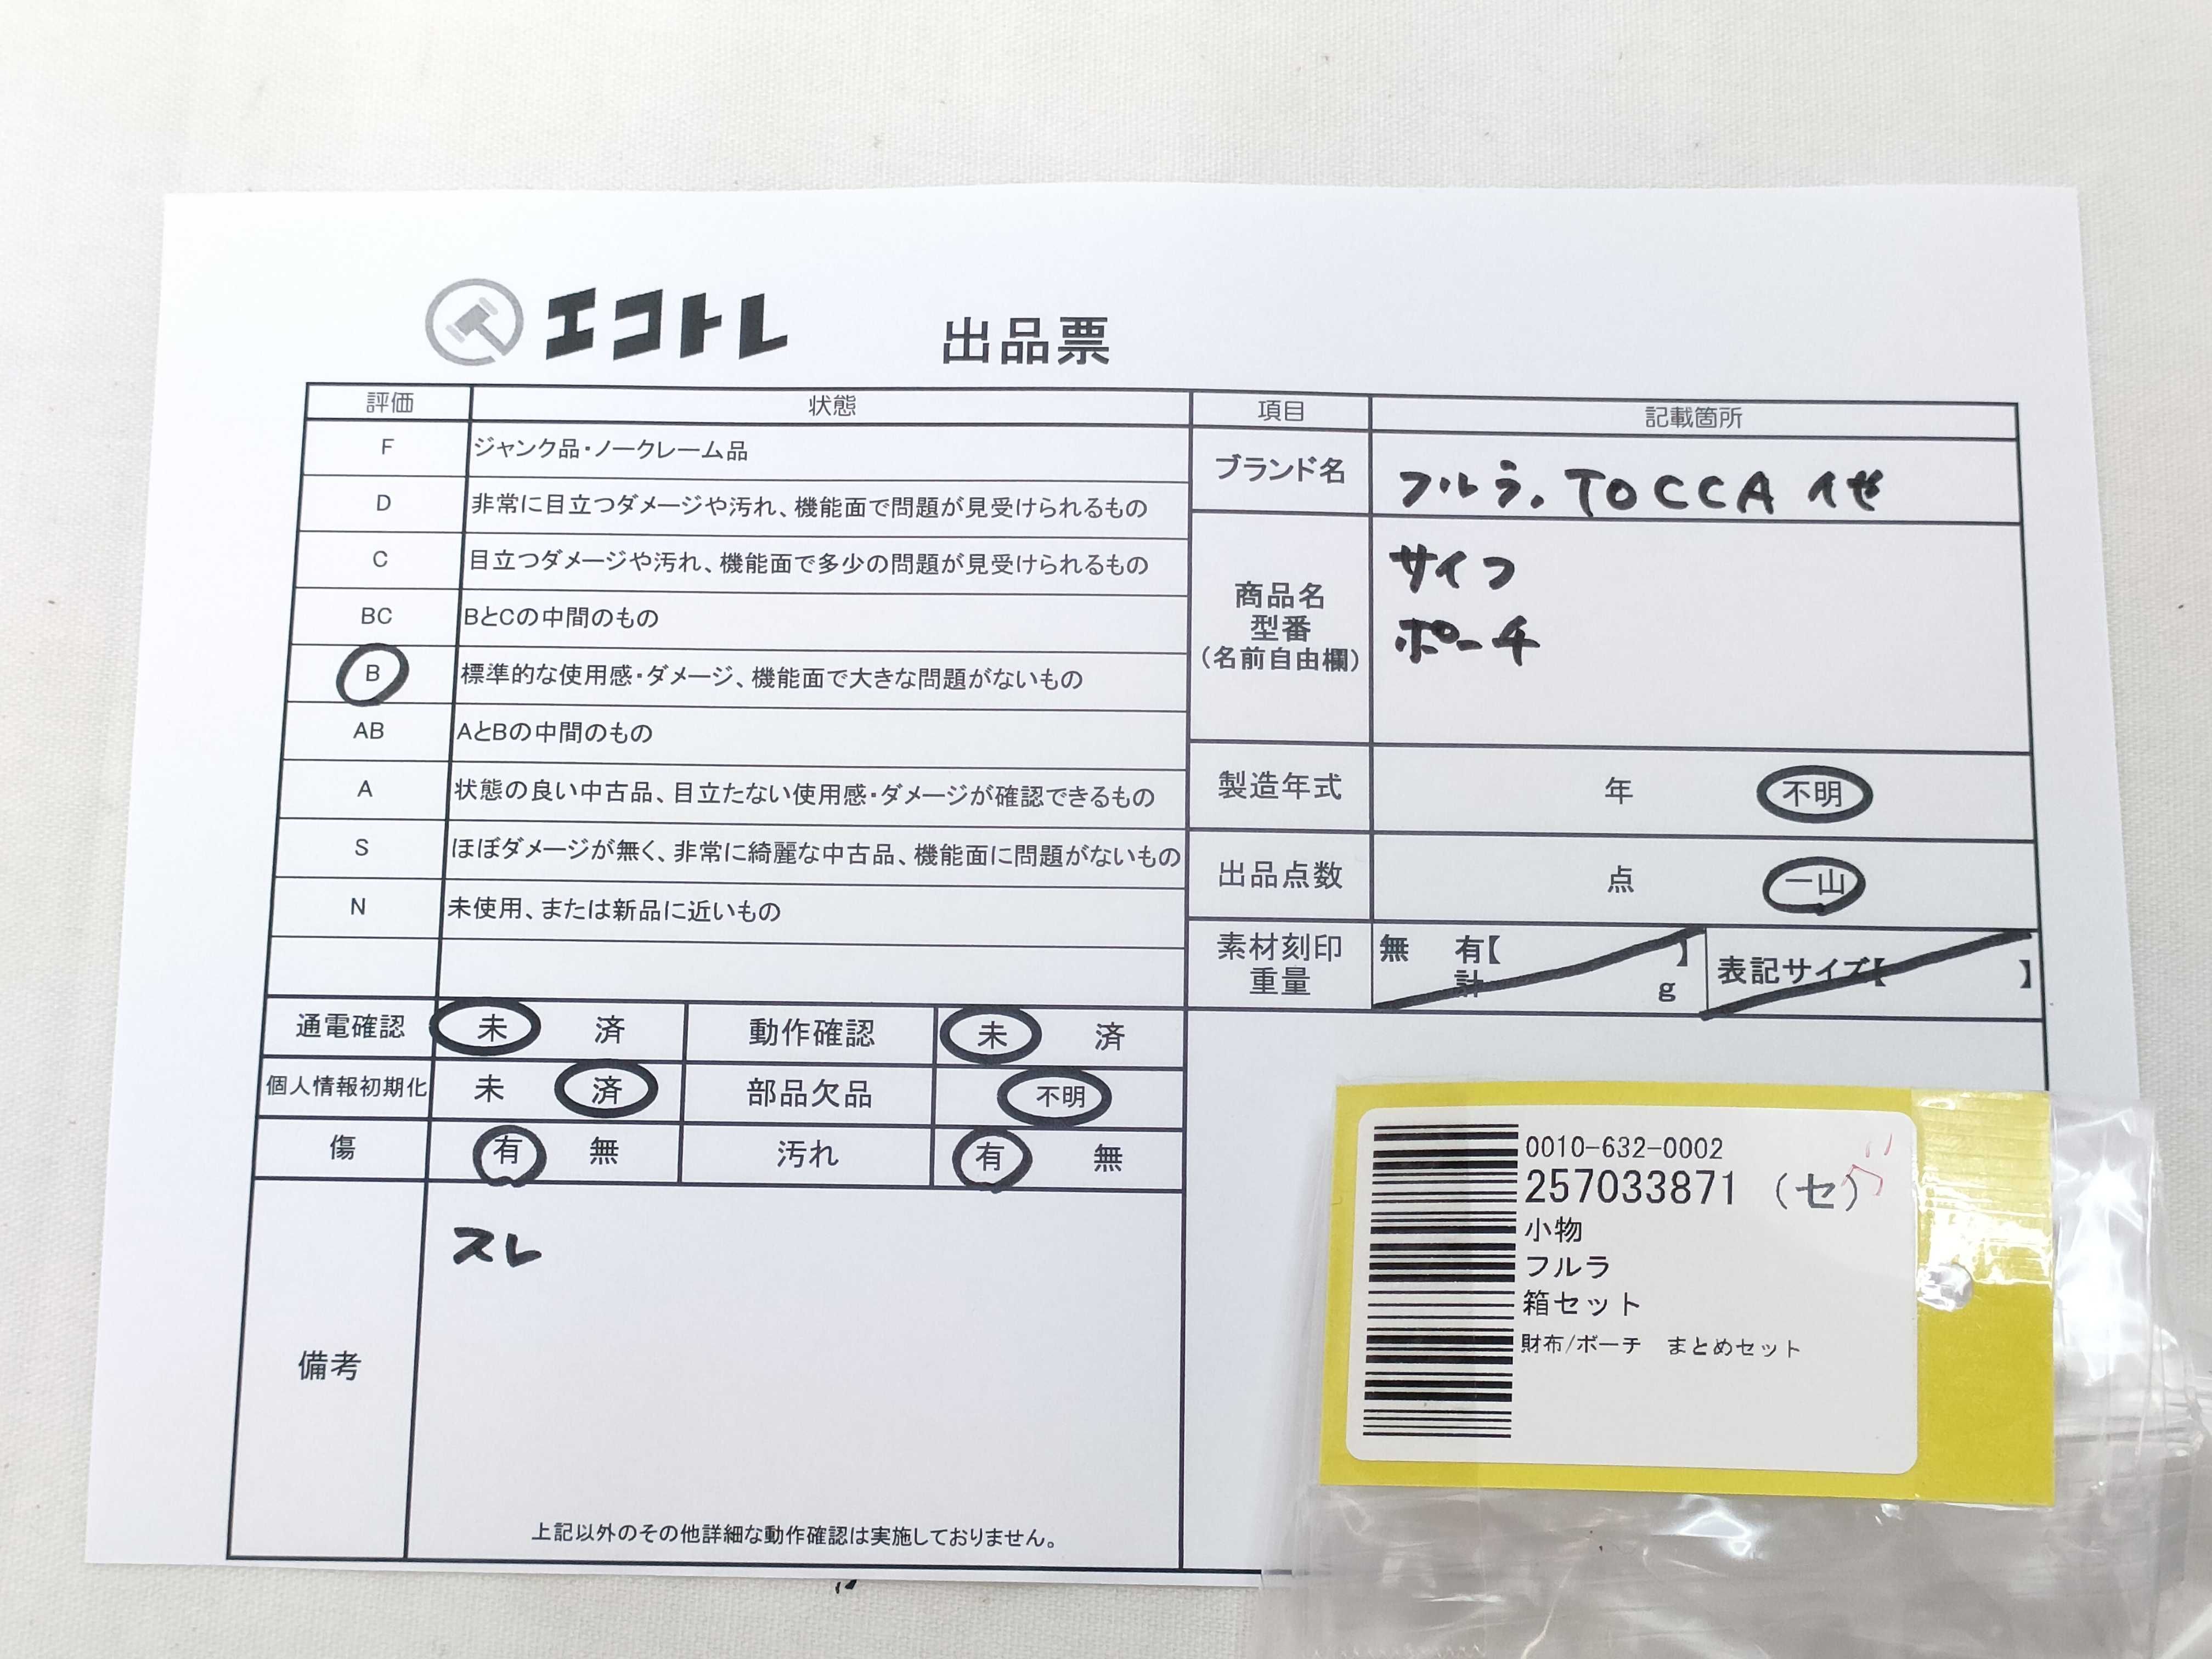 エコトレ 出品票
評価 状態
F ジャンク品・ノークレーム品
D 非常に目立つダメージや汚れ、機能面で問題が見受けられるもの
C 目立つダメージや汚れ、機能面で多少の問題が見受けられるもの
BC BとCの中間のもの
B 標準的な使用感・ダメージ、機能面で大きな問題がないもの
AB AとBの中間のもの
A 状態の良い中古品、目立たない使用感・ダメージが確認できるもの
S ほぼダメージが無く、非常に綺麗な中古品、機能面に問題がないもの
N 未使用、または新品に近いもの
通電確認 未 済 動作確認 未 済
個人情報初期化 未 済 部品欠品 不明
傷 有 無 汚れ 有 無
備考
スレ
上記以外のその他詳細な動作確認は実施しておりません。
項目 記載箇所
ブランド名 フルラ. TOCCA
商品名
型番
(名前自由欄)
サイフ
ポーチ
製造年式 年 不明
出品点数 点 一山
素材刻印
重量
無 有【 】
計 g
表記サイズ【 】
0010-632-0002
257033871 (セ)
小物
フルラ
箱セット
財布/ポーチ まとめセット